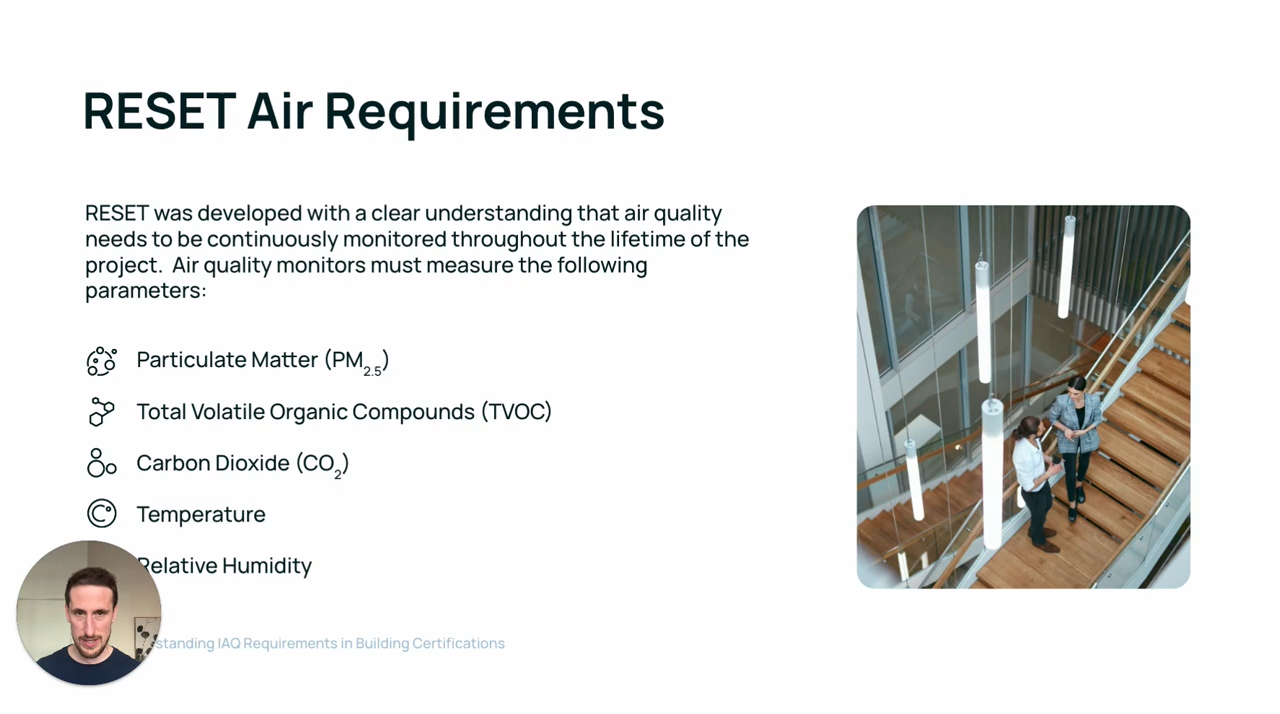 RESET Air Requirements
RESET was developed with a clear understanding that air quality
needs to be continuously monitored throughout the lifetime of the
project.  Air quality monitors must measure the following
parameters:
Particulate Matter (PM2.5)
Total Volatile Organic Compounds (TVOC)
Carbon Dioxide (CO2)
Temperature
Relative Humidity
standing IAQ Requirements in Building Certifications